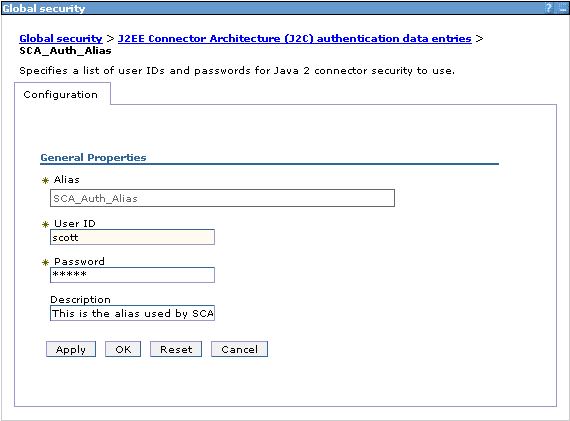 Global security ? _
Global security > J2EE Connector Architecture (J2C) authentication data entries >
SCA_Auth_Alias
Specifies a list of user IDs and passwords for Java 2 connector security to use.
Configuration
General Properties
* Alias
SCA_Auth_Alias
* User ID
scott
* Password
*****
Description
This is the alias used by SCA
Apply OK Reset Cancel